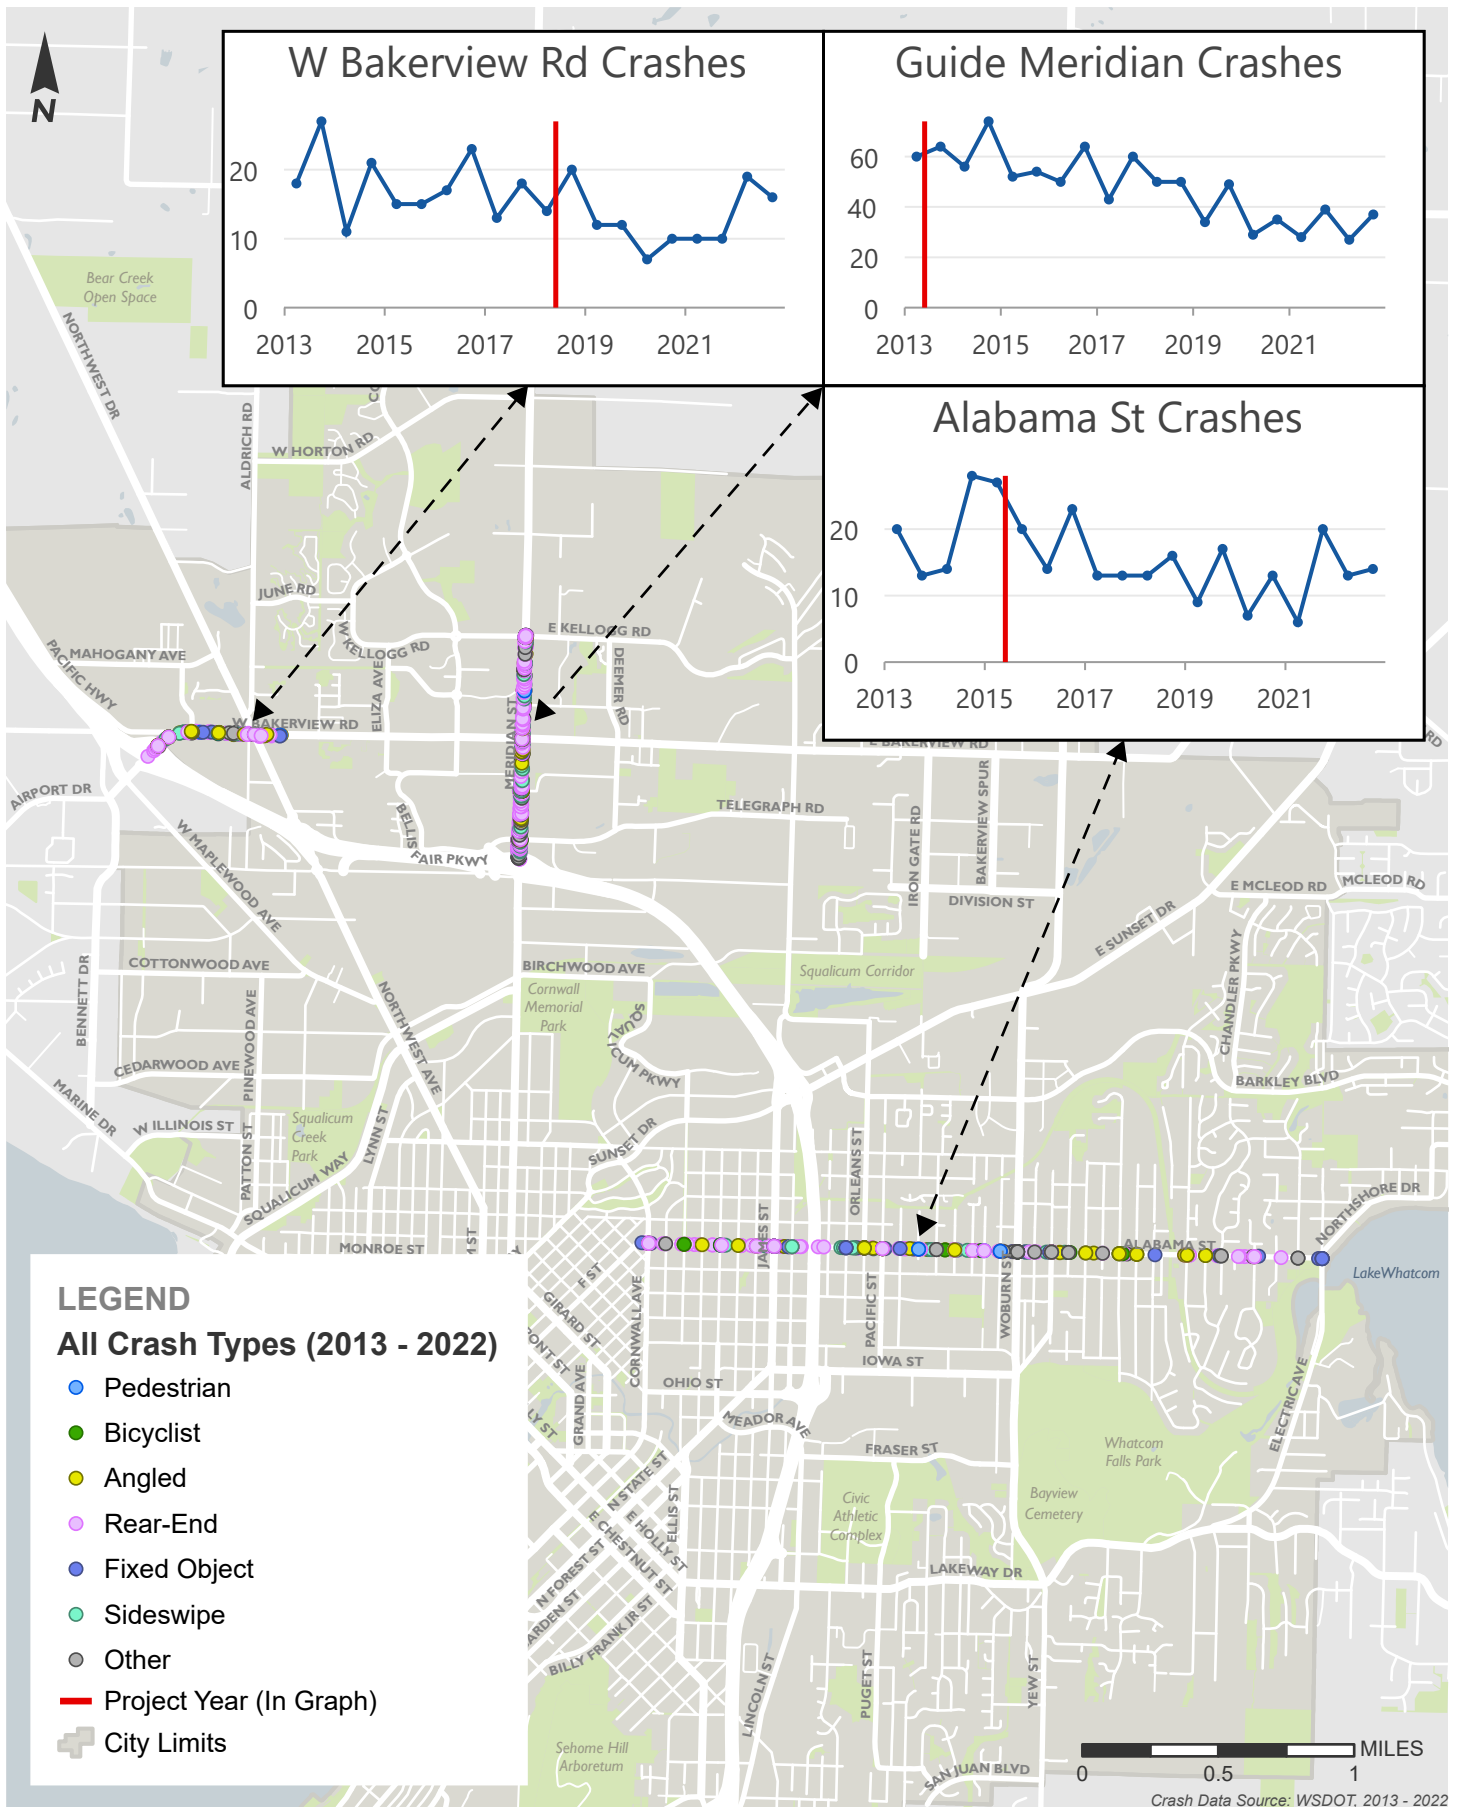 N
W Bakerview Rd Crashes
20
10
0
2013
2015
2017
2019
2021
Guide Meridian Crashes
60
40
20
0
2013
2015
2017
2019
2021
Alabama St Crashes
20
10
0
2013
2015
2017
2019
2021
Bear Creek
Open Space
NORTHWEST DR
ALDRICH RD
W HORTON RD
CO
JUNE RD
W KELLOGG RD
E KELLOGG RD
MAHOGANY AVE
PACIFIC HWY
ELIZA AVE
DEEMER RD
MERIDIAN ST
W BAKERVIEW RD
E BAKERVIEW RD
RD
AIRPORT DR
TELEGRAPH RD
BELLIS FAIR PKWY
W MAPLEWOOD AVE
IRON GATE RD
BAKERVIEW SPUR
DIVISION ST
E MCLEOD RD
MCLEOD RD
E SUNSET DR
CHANDLER PKWY
BENNETT DR
COTTONWOOD AVE
BIRCHWOOD AVE
Squalicum Corridor
Cornwall
Memorial
Park
SQUALICUM PKWY
PINEWOOD AVE
NORTHWEST AVE
CEDARWOOD AVE
MARINE DR
BARKLEY BLVD
W ILLINOIS ST
Squalicum
Creek
Park
LYNN ST
PATTON ST
SQUALICUM WAY
SUNSET DR
ORLEANS ST
NORTHSHORE DR
MONROE ST
M ST
JAMES ST
ALABAMA ST
LakeWhatcom
F ST
GIRARD ST
CORNWALL AVE
PACIFIC ST
WOBURN ST
ONT ST
GRAND AVE
IOWA ST
OHIO ST
MEADOR AVE
LY ST
FRASER ST
ELECTRIC AVE
Whatcom
Falls Park
N STATE ST
ELLIS ST
E HOLLY ST
E CHESTNUT ST
N FOREST ST
Civic
Athletic
Complex
Bayview
Cemetery
LAKEWAY DR
ARDEN ST
BILLY FRANK JR ST
LINCOLN ST
PUGET ST
YEW ST
Sehome Hill
Arboretum
SAN JUAN BLVD
LEGEND
All Crash Types (2013 - 2022)
Pedestrian
Bicyclist
Angled
Rear-End
Fixed Object
Sideswipe
Other
Project Year (In Graph)
City Limits
MILES
0
0.5
1
Crash Data Source: WSDOT, 2013 - 2022